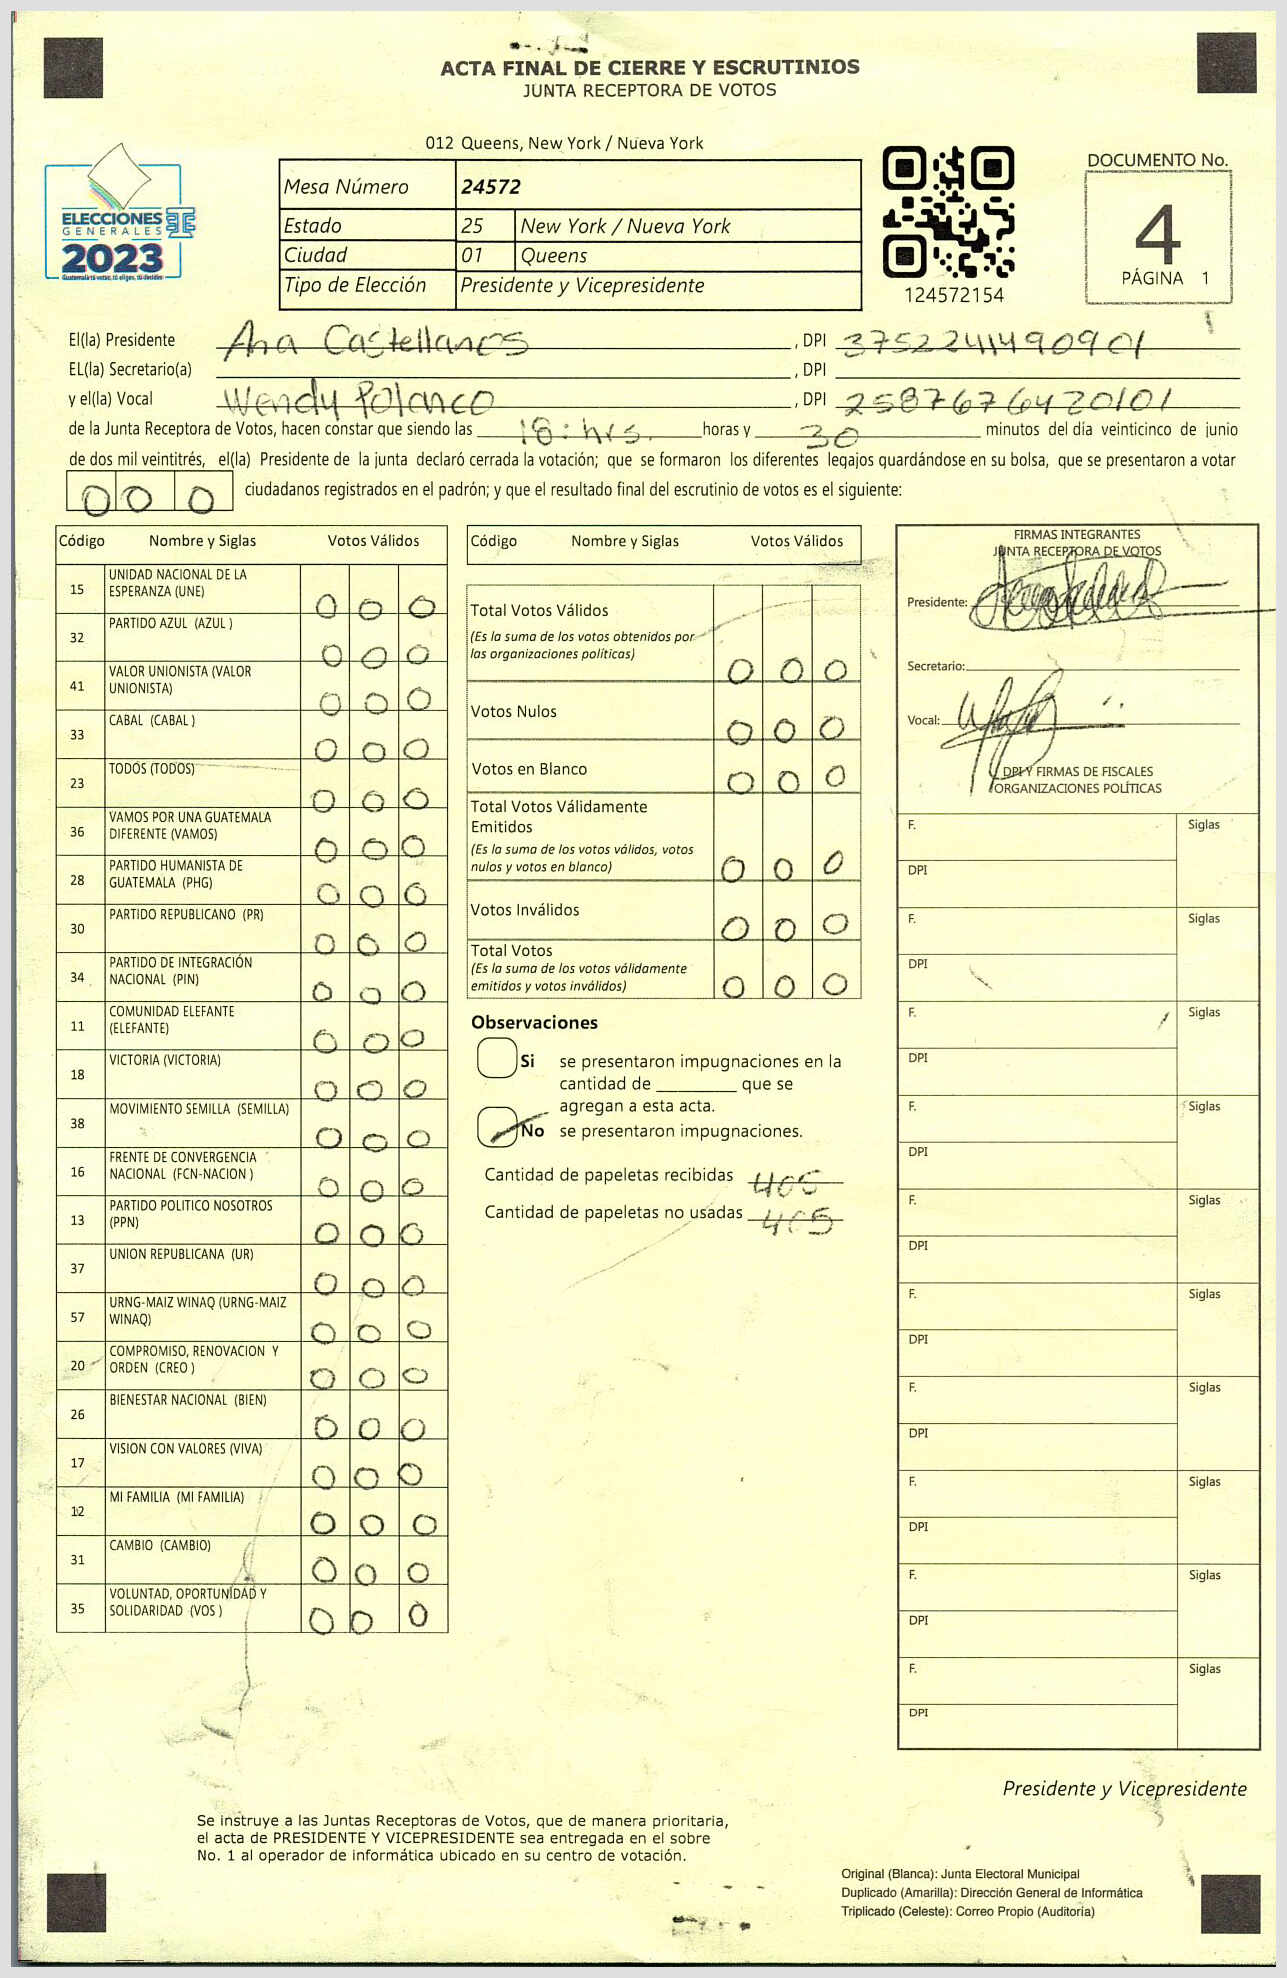 ACTA FINAL DE CIERRE Y ESCRUTINIOS
JUNTA RECEPTORA DE VOTOS
012 Queens, New York / Nueva York
ELECCIONES
GENERALES
2023
Guatemala tú votas, tú eliges, tú decides
Mesa Número 24572
Estado 25 New York / Nueva York
Ciudad 01 Queens
Tipo de Elección Presidente y Vicepresidente
124572154
DOCUMENTO No.
4
PÁGINA 1
El(la) Presidente Ana Castellanos , DPI 3752241490901
EL(la) Secretario(a) , DPI
y el(la) Vocal Wendy Polanco , DPI 2587676420101
de la Junta Receptora de Votos, hacen constar que siendo las 18: hrs. horas y 30 minutos del día veinticinco de junio
de dos mil veintitrés, el(la) Presidente de la junta declaró cerrada la votación; que se formaron los diferentes legajos guardándose en su bolsa, que se presentaron a votar
0 0 0 ciudadanos registrados en el padrón; y que el resultado final del escrutinio de votos es el siguiente:
Código Nombre y Siglas Votos Válidos
15 UNIDAD NACIONAL DE LA
ESPERANZA (UNE) 0 0 0
32 PARTIDO AZUL (AZUL ) 0 0 0
41 VALOR UNIONISTA (VALOR
UNIONISTA) 0 0 0
33 CABAL (CABAL ) 0 0 0
23 TODOS (TODOS) 0 0 0
36 VAMOS POR UNA GUATEMALA
DIFERENTE (VAMOS) 0 0 0
28 PARTIDO HUMANISTA DE
GUATEMALA (PHG) 0 0 0
30 PARTIDO REPUBLICANO (PR) 0 0 0
34 PARTIDO DE INTEGRACIÓN
NACIONAL (PIN) 0 0 0
11 COMUNIDAD ELEFANTE
(ELEFANTE) 0 0 0
18 VICTORIA (VICTORIA) 0 0 0
38 MOVIMIENTO SEMILLA (SEMILLA) 0 0 0
16 FRENTE DE CONVERGENCIA
NACIONAL (FCN-NACION ) 0 0 0
13 PARTIDO POLITICO NOSOTROS
(PPN) 0 0 0
37 UNION REPUBLICANA (UR) 0 0 0
57 URNG-MAIZ WINAQ (URNG-MAIZ
WINAQ) 0 0 0
20 COMPROMISO, RENOVACION Y
ORDEN (CREO ) 0 0 0
26 BIENESTAR NACIONAL (BIEN) 0 0 0
17 VISION CON VALORES (VIVA) 0 0 0
12 MI FAMILIA (MI FAMILIA) 0 0 0
31 CAMBIO (CAMBIO) 0 0 0
35 VOLUNTAD, OPORTUNIDAD Y
SOLIDARIDAD (VOS ) 0 0 0
Código Nombre y Siglas Votos Válidos
Total Votos Válidos
(Es la suma de los votos obtenidos por
las organizaciones políticas) 0 0 0
Votos Nulos 0 0 0
Votos en Blanco 0 0 0
Total Votos Válidamente
Emitidos
(Es la suma de los votos válidos, votos
nulos y votos en blanco) 0 0 0
Votos Inválidos 0 0 0
Total Votos
(Es la suma de los votos válidamente
emitidos y votos inválidos) 0 0 0
Observaciones
Si se presentaron impugnaciones en la
cantidad de ________ que se
agregan a esta acta.
No se presentaron impugnaciones.
Cantidad de papeletas recibidas 405
Cantidad de papeletas no usadas 405
FIRMAS INTEGRANTES
JUNTA RECEPTORA DE VOTOS
Presidente:
Secretario:
Vocal:
DPI Y FIRMAS DE FISCALES
ORGANIZACIONES POLÍTICAS
F. Siglas
DPI
F. Siglas
DPI
F. Siglas
DPI
F. Siglas
DPI
F. Siglas
DPI
F. Siglas
DPI
F. Siglas
DPI
F. Siglas
DPI
F. Siglas
DPI
F. Siglas
DPI
Presidente y Vicepresidente
Se instruye a las Juntas Receptoras de Votos, que de manera prioritaria,
el acta de PRESIDENTE Y VICEPRESIDENTE sea entregada en el sobre
No. 1 al operador de informática ubicado en su centro de votación.
Original (Blanca): Junta Electoral Municipal
Duplicado (Amarilla): Dirección General de Informática
Triplicado (Celeste): Correo Propio (Auditoría)